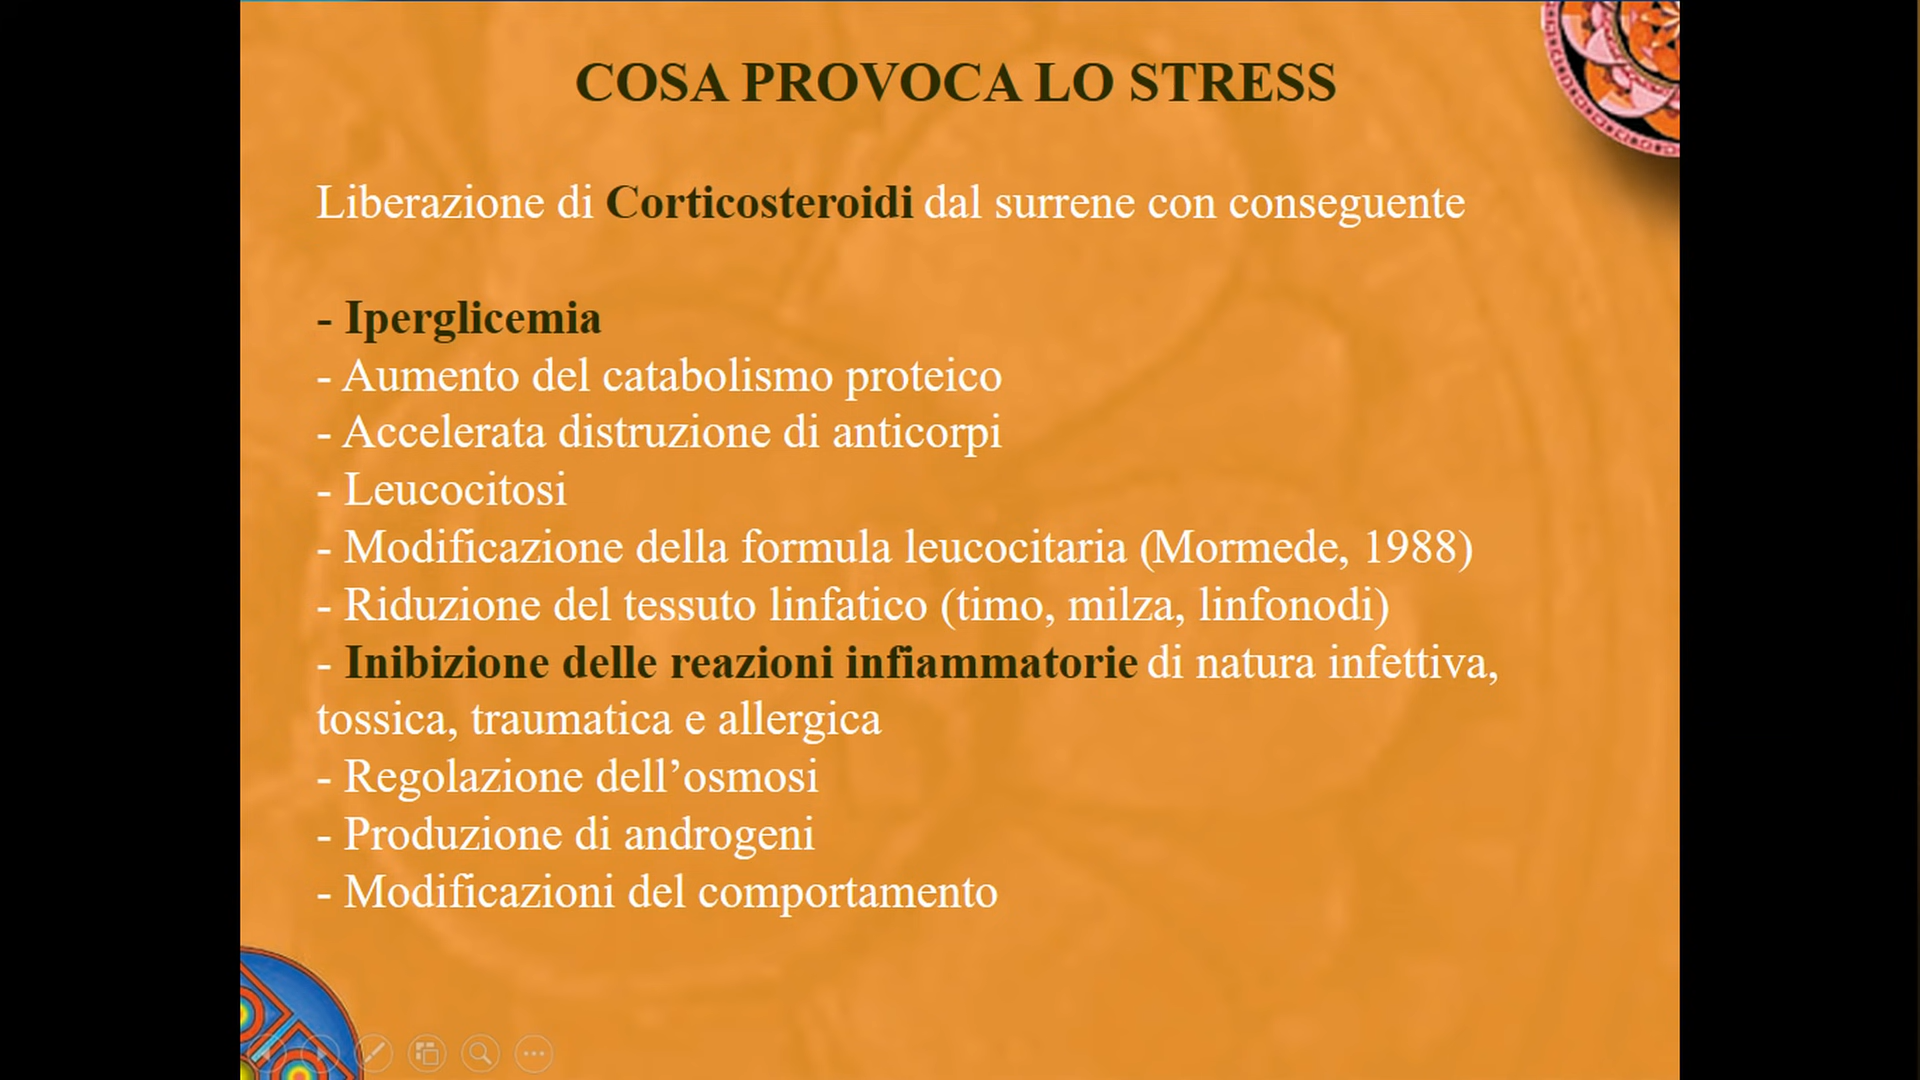 COSA PROVOCA LO STRESS
Liberazione di Corticosteroidi dal surrene con conseguente
- Iperglicemia
- Aumento del catabolismo proteico
- Accelerata distruzione di anticorpi
- Leucocitosi
- Modificazione della formula leucocitaria (Mormede, 1988)
- Riduzione del tessuto linfatico (timo, milza, linfonodi)
- Inibizione delle reazioni infiammatorie di natura infettiva,
tossica, traumatica e allergica
- Regolazione dell’osmosi
- Produzione di androgeni
- Modificazioni del comportamento